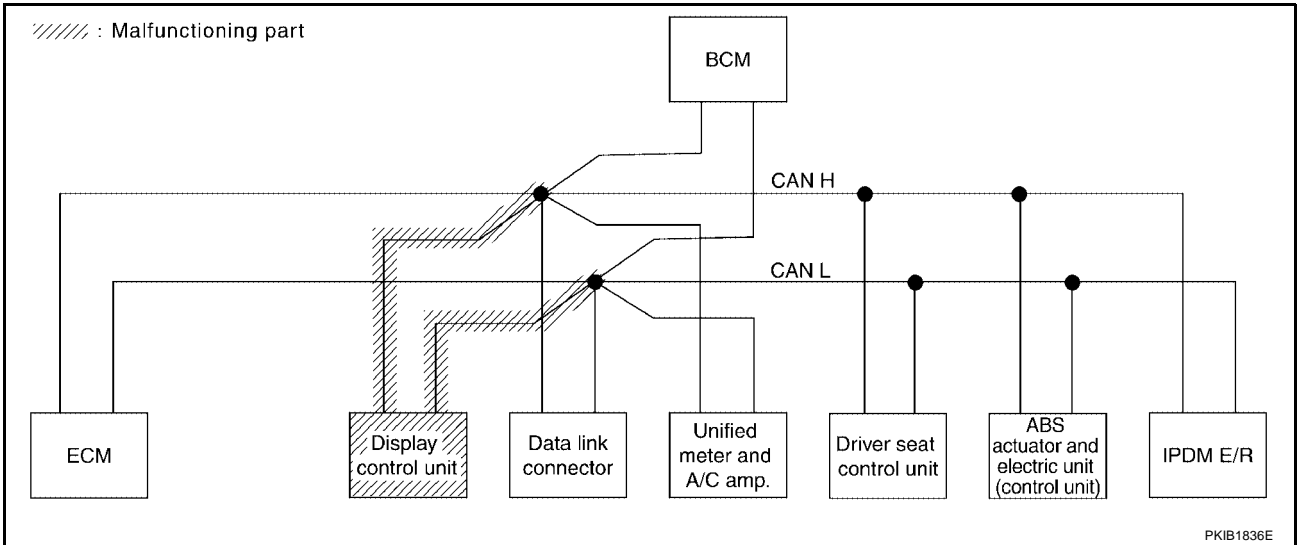 : Malfunctioning part
BCM
CAN H
CAN L
ECM
Display
control unit
Data link
connector
Unified
meter and
A/C amp.
Driver seat
control unit
ABS
actuator and
electric unit
(control unit)
IPDM E/R
PKIB1836E